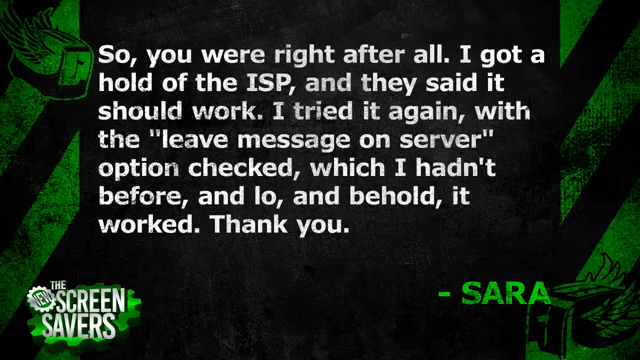 So, you were right after all. I got a
hold of the ISP, and they said it
should work. I tried it again, with
the "leave message on server"
option checked, which I hadn't
before, and lo, and behold, it
worked. Thank you.
- SARA
THE
NEW
SCREEN
SAVERS